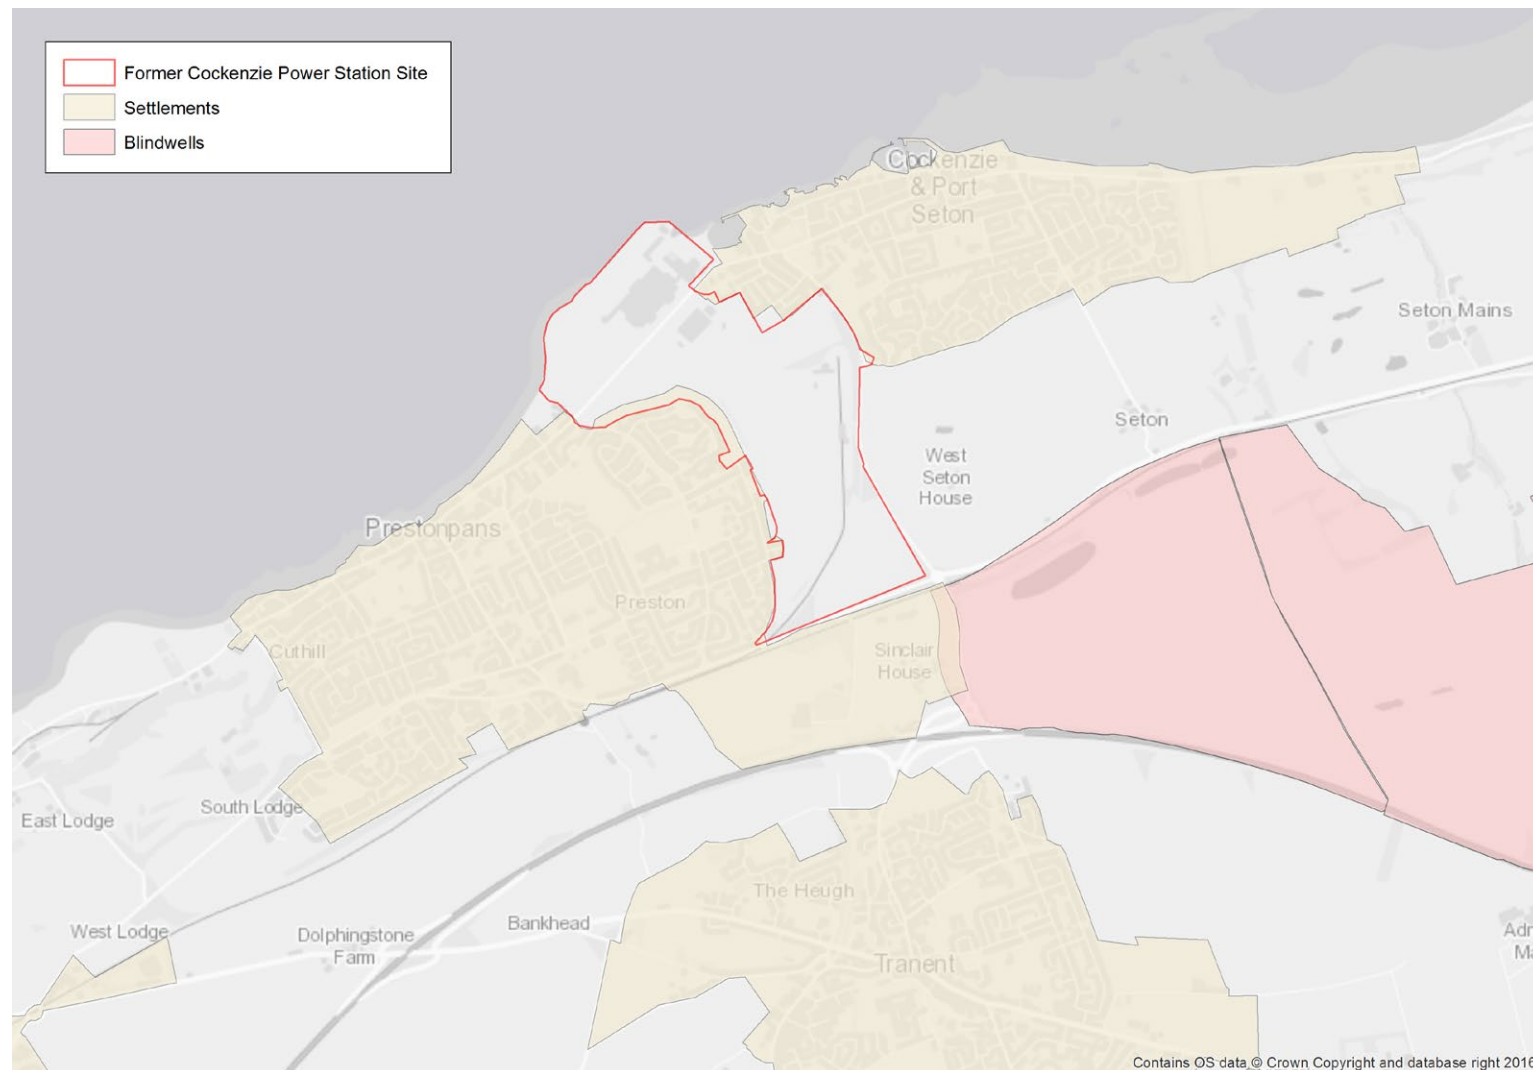 Former Cockenzie Power Station Site
Settlements
Blindwells
Cockenzie
& Port
Seton
Seton Mains
Seton
West
Seton
House
Prestonpans
Preston
Cuthill
Sinclair
House
South Lodge
East Lodge
The Heugh
Bankhead
West Lodge
Dolphingstone
Farm
Tranent
Contains OS data © Crown Copyright and database right 2016